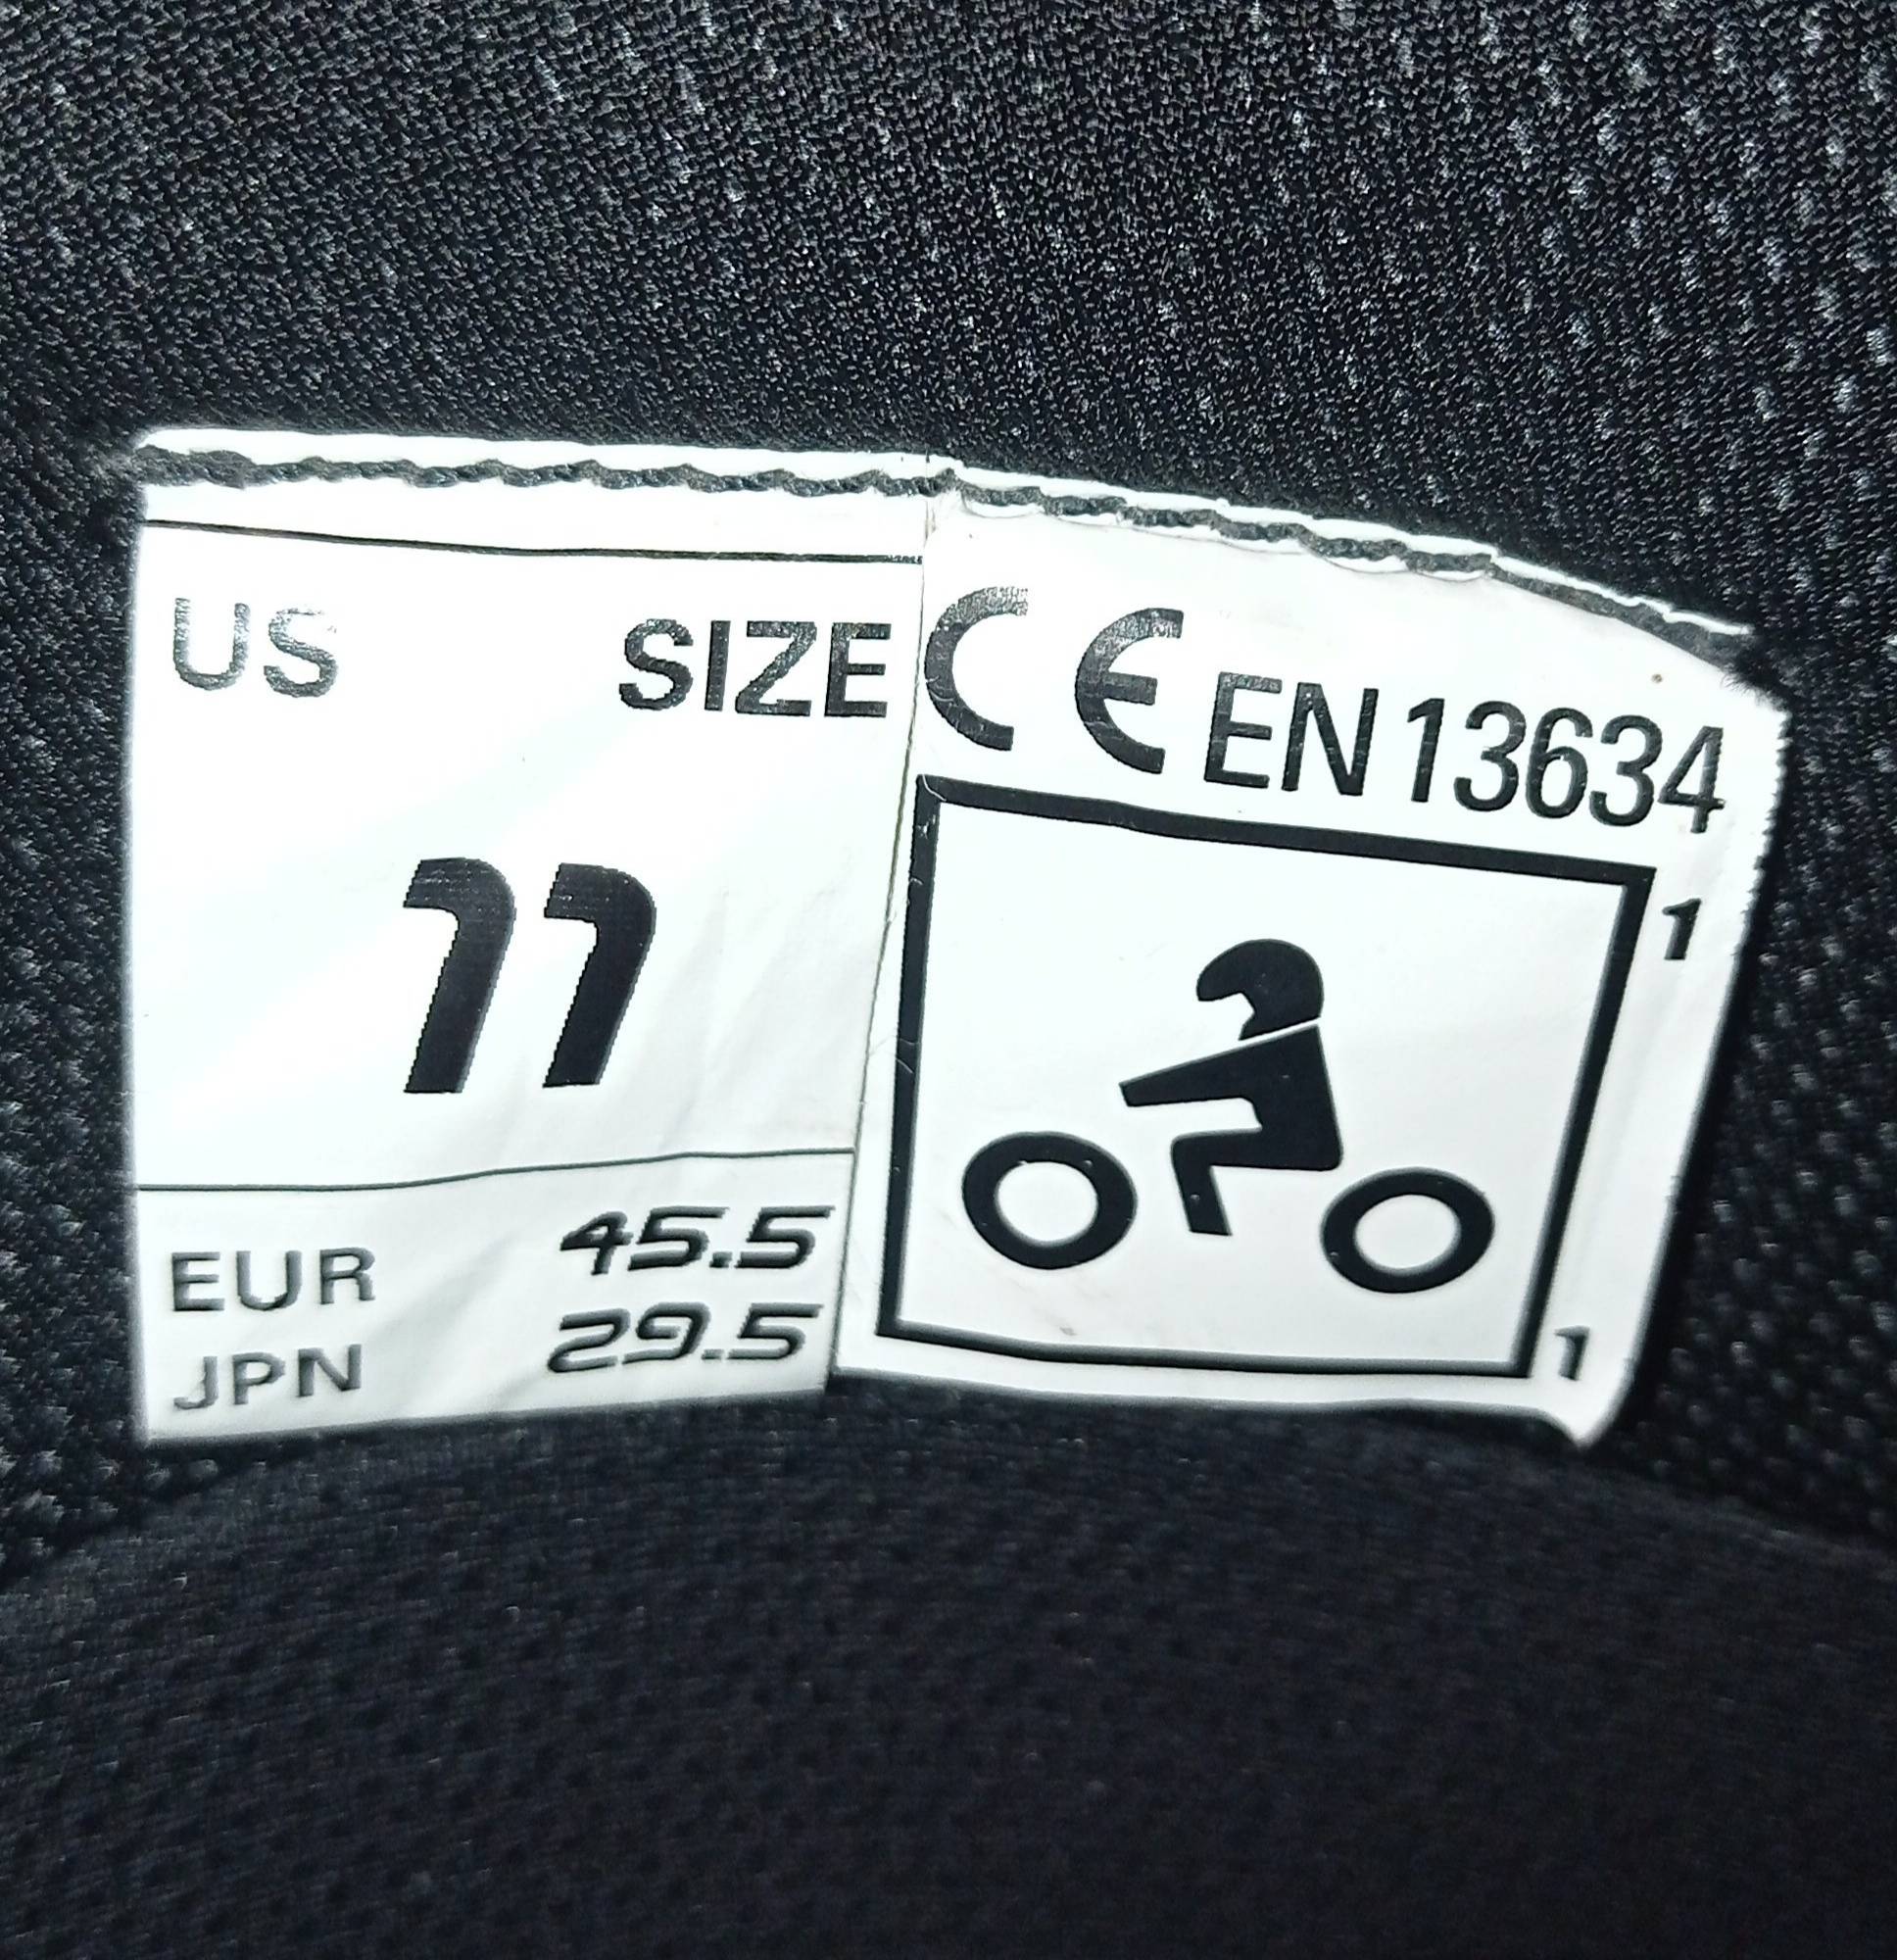 US SIZE
11
EUR 45.5
JPN 29.5
CE EN 13634
1
1